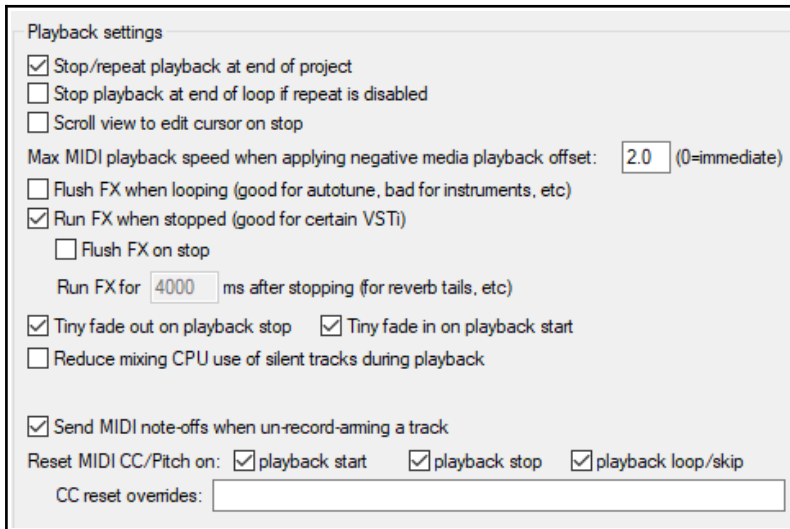 Playback settings
Stop/repeat playback at end of project
Stop playback at end of loop if repeat is disabled
Scroll view to edit cursor on stop
Max MIDI playback speed when applying negative media playback offset: 2.0 (0=immediate)
Flush FX when looping (good for autotune, bad for instruments, etc)
Run FX when stopped (good for certain VSTi)
Flush FX on stop
Run FX for 4000 ms after stopping (for reverb tails, etc)
Tiny fade out on playback stop Tiny fade in on playback start
Reduce mixing CPU use of silent tracks during playback
Send MIDI note-offs when un-record-arming a track
Reset MIDI CC/Pitch on: playback start playback stop playback loop/skip
CC reset overrides: